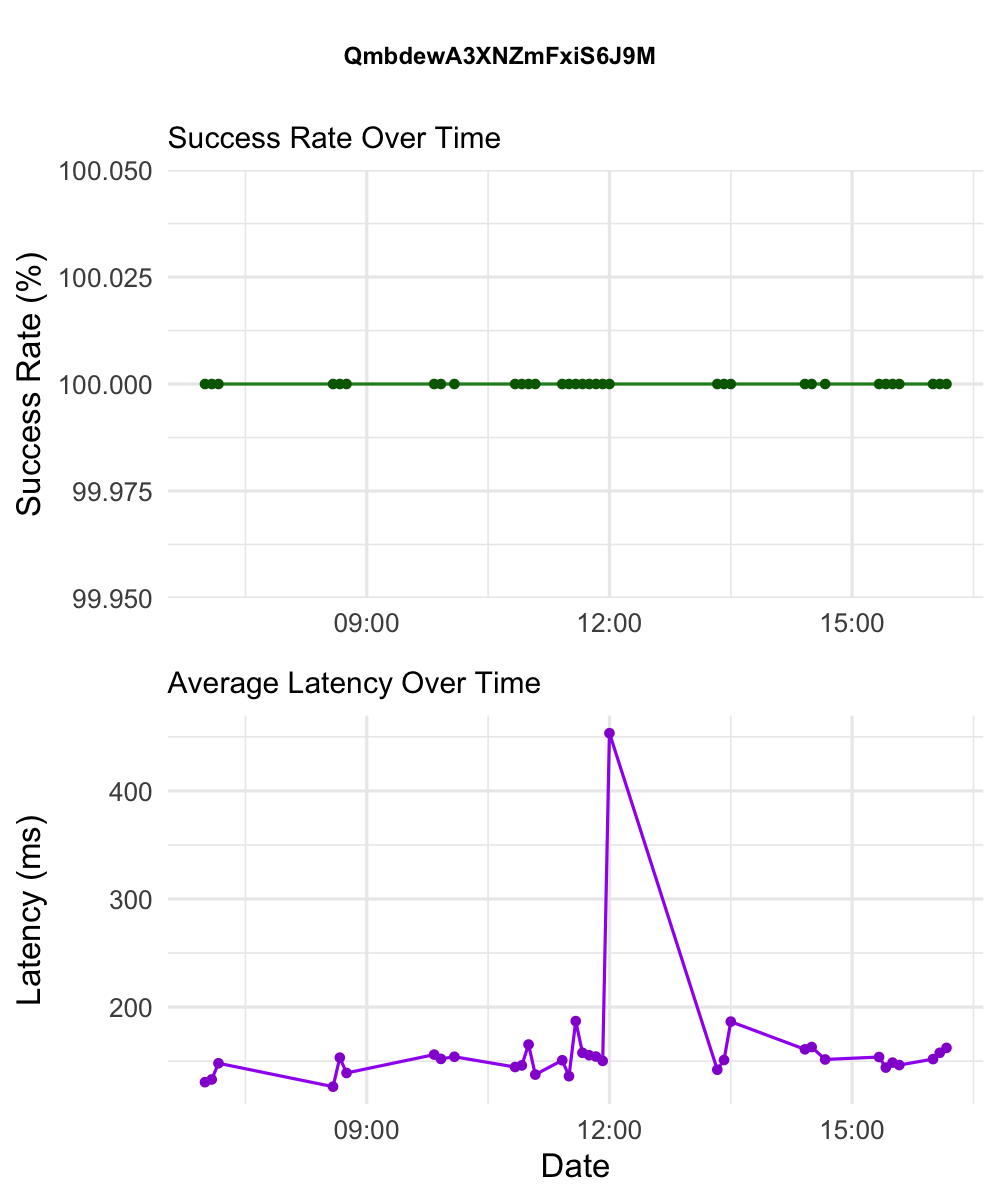 QmbdewA3XNZmFxiS6J9M
Success Rate Over Time
Success Rate (%)
100.050
100.025
100.000
99.975
99.950
09:00 12:00 15:00
Average Latency Over Time
Latency (ms)
400
300
200
09:00 12:00 15:00
Date